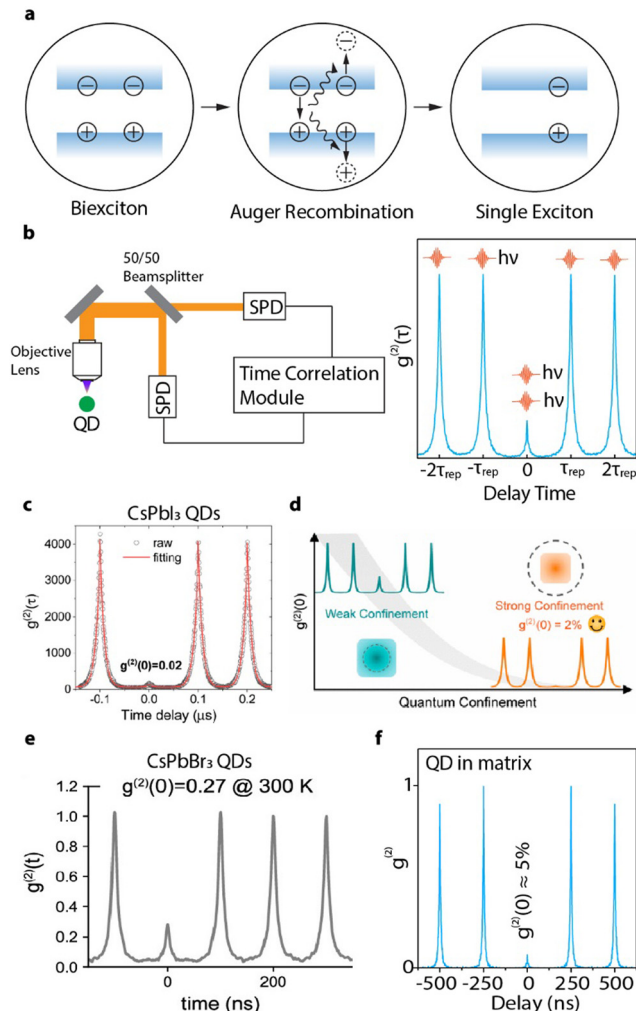 a
Biexciton
Auger Recombination
Single Exciton
b
50/50
Beamsplitter
SPD
Objective
Lens
SPD
Time Correlation
Module
QD
g⁽²⁾(τ)
hν
hν
hν
-2τrep
-τrep
0
τrep
2τrep
Delay Time
c
CsPbI₃ QDs
raw
fitting
g⁽²⁾(0)=0.02
g⁽²⁾(τ)
4000
3000
2000
1000
0
-0.1
0.0
0.1
0.2
Time delay (μs)
d
g⁽²⁾(0)
Weak Confinement
Strong Confinement
g⁽²⁾(0) = 2%
Quantum Confinement
e
CsPbBr₃ QDs
g⁽²⁾(0)=0.27 @ 300 K
g⁽²⁾(t)
1.2
1.0
0.8
0.6
0.4
0.2
0.0
0
200
time (ns)
f
QD in matrix
g⁽²⁾
1
0
g⁽²⁾(0) ≈ 5%
-500
-250
0
250
500
Delay (ns)